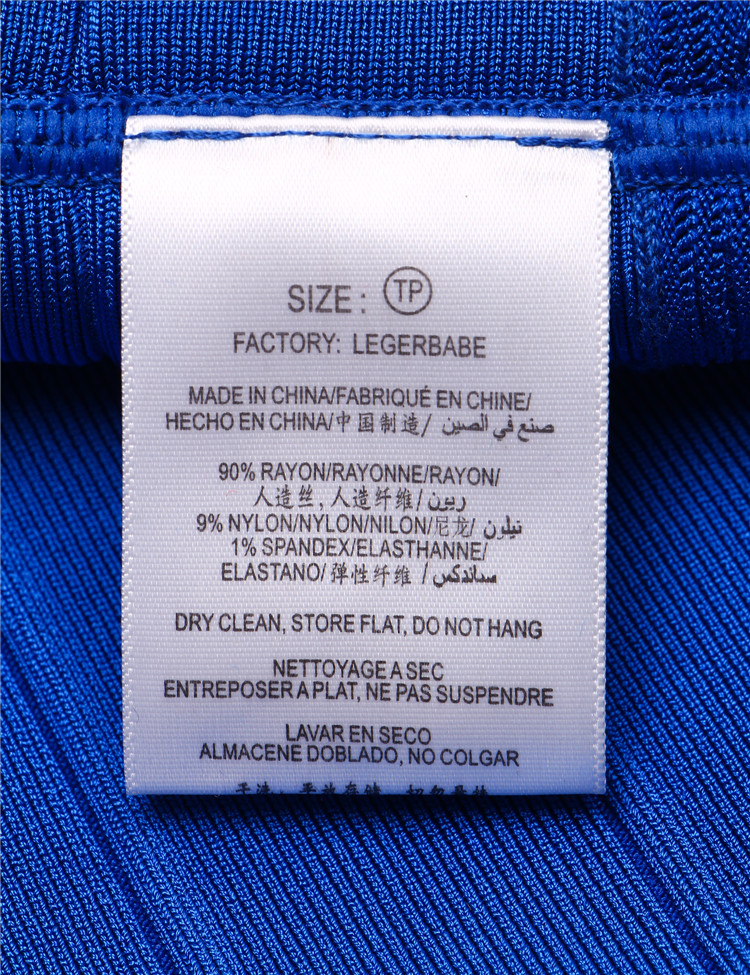 SIZE : TP
FACTORY: LEGERBABE
MADE IN CHINA/FABRIQUÉ EN CHINE/
HECHO EN CHINA/中国制造/ صنع في الصين
90% RAYON/RAYONNE/RAYON/
人造丝, 人造纤维/ ريون
9% NYLON/NYLON/NILON/尼龙/ نيلون
1% SPANDEX/ELASTHANNE/
ELASTANO/ 弹性纤维 / سباندكس
DRY CLEAN, STORE FLAT, DO NOT HANG
NETTOYAGE A SEC
ENTREPOSER A PLAT, NE PAS SUSPENDRE
LAVAR EN SECO
ALMACENE DOBLADO, NO COLGAR